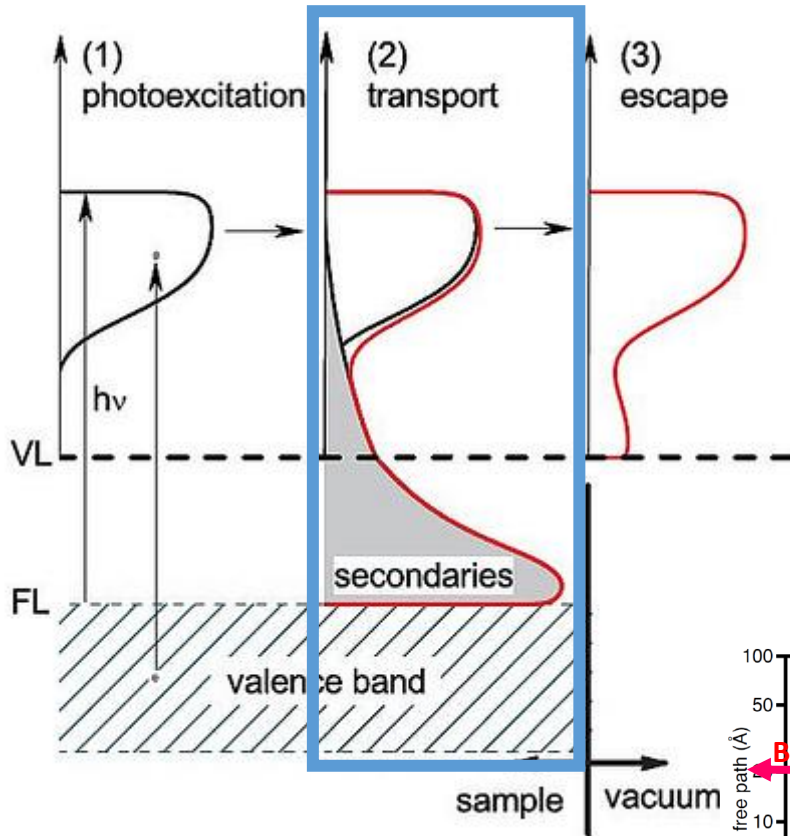 (1)
photoexcitation
(2)
transport
(3)
escape
hν
VL
secondaries
FL
valence band
sample
vacuum
100
50
10
free path (Å)
B